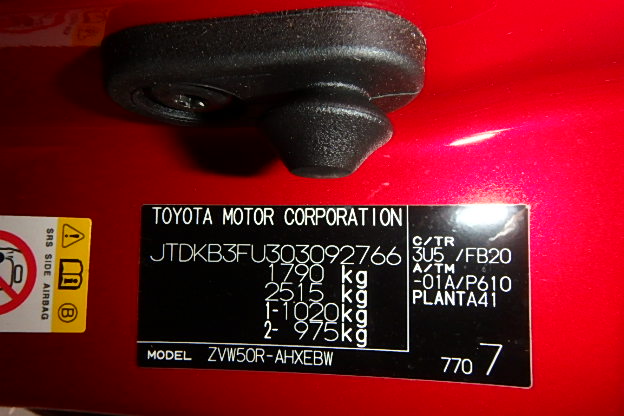 TOYOTA MOTOR CORPORATION
JTDKB3FU303092766
1790 kg
2515 kg
1-1020kg
2- 975kg
MODEL ZVW50R-AHXEBW
C/TR
3U5 /FB20
A/TM
-01A/P610
PLANTA41
770 7
SRS SIDE AIRBAG
B